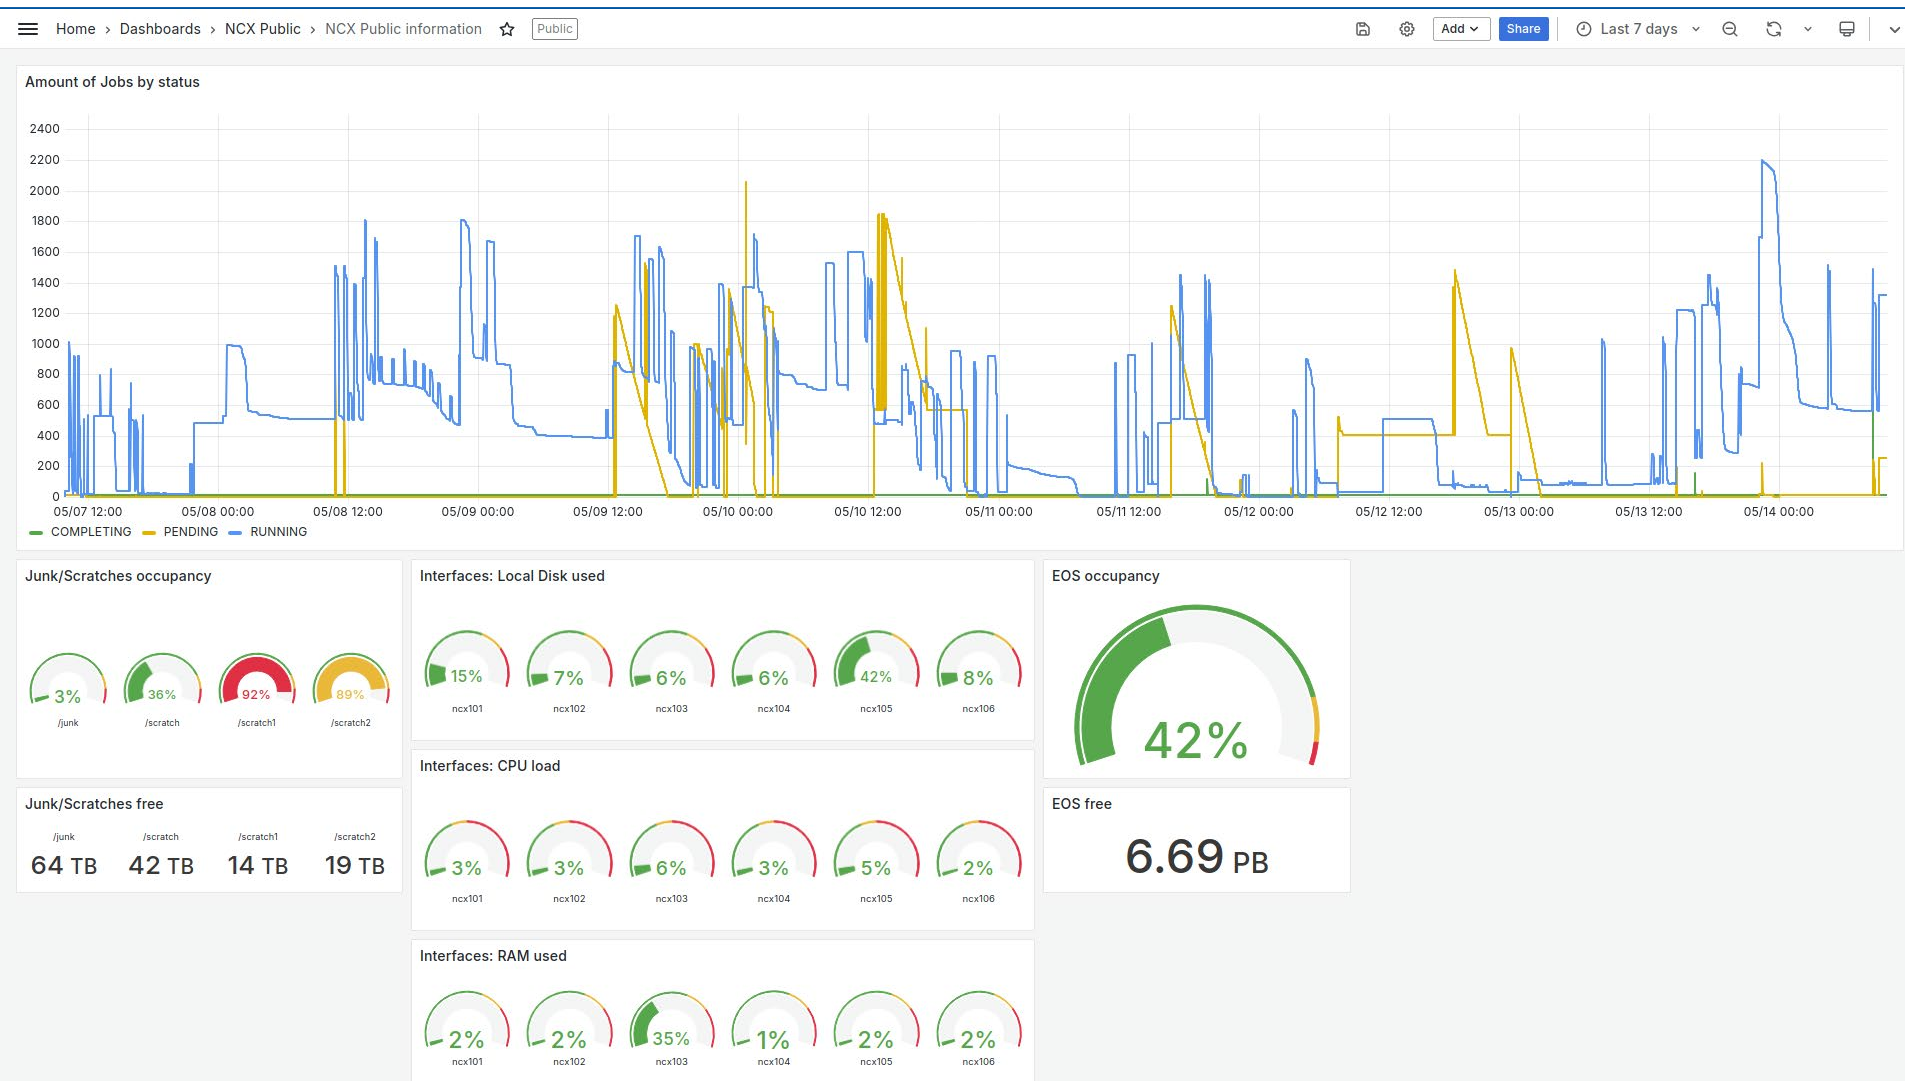 Home › Dashboards › NCX Public › NCX Public information Public Add Share Last 7 days
Amount of Jobs by status
2400
2200
2000
1800
1600
1400
1200
1000
800
600
400
200
0
05/07 12:00 05/08 00:00 05/08 12:00 05/09 00:00 05/09 12:00 05/10 00:00 05/10 12:00 05/11 00:00 05/11 12:00 05/12 00:00 05/12 12:00 05/13 00:00 05/13 12:00 05/14 00:00
COMPLETING PENDING RUNNING
Junk/Scratches occupancy
3% 36% 92% 89%
/junk /scratch /scratch1 /scratch2
Junk/Scratches free
/junk /scratch /scratch1 /scratch2
64 TB 42 TB 14 TB 19 TB
Interfaces: Local Disk used
15% 7% 6% 6% 42% 8%
ncx101 ncx102 ncx103 ncx104 ncx105 ncx106
Interfaces: CPU load
3% 3% 6% 3% 5% 2%
ncx101 ncx102 ncx103 ncx104 ncx105 ncx106
Interfaces: RAM used
2% 2% 35% 1% 2% 2%
ncx101 ncx102 ncx103 ncx104 ncx105 ncx106
EOS occupancy
42%
EOS free
6.69 PB